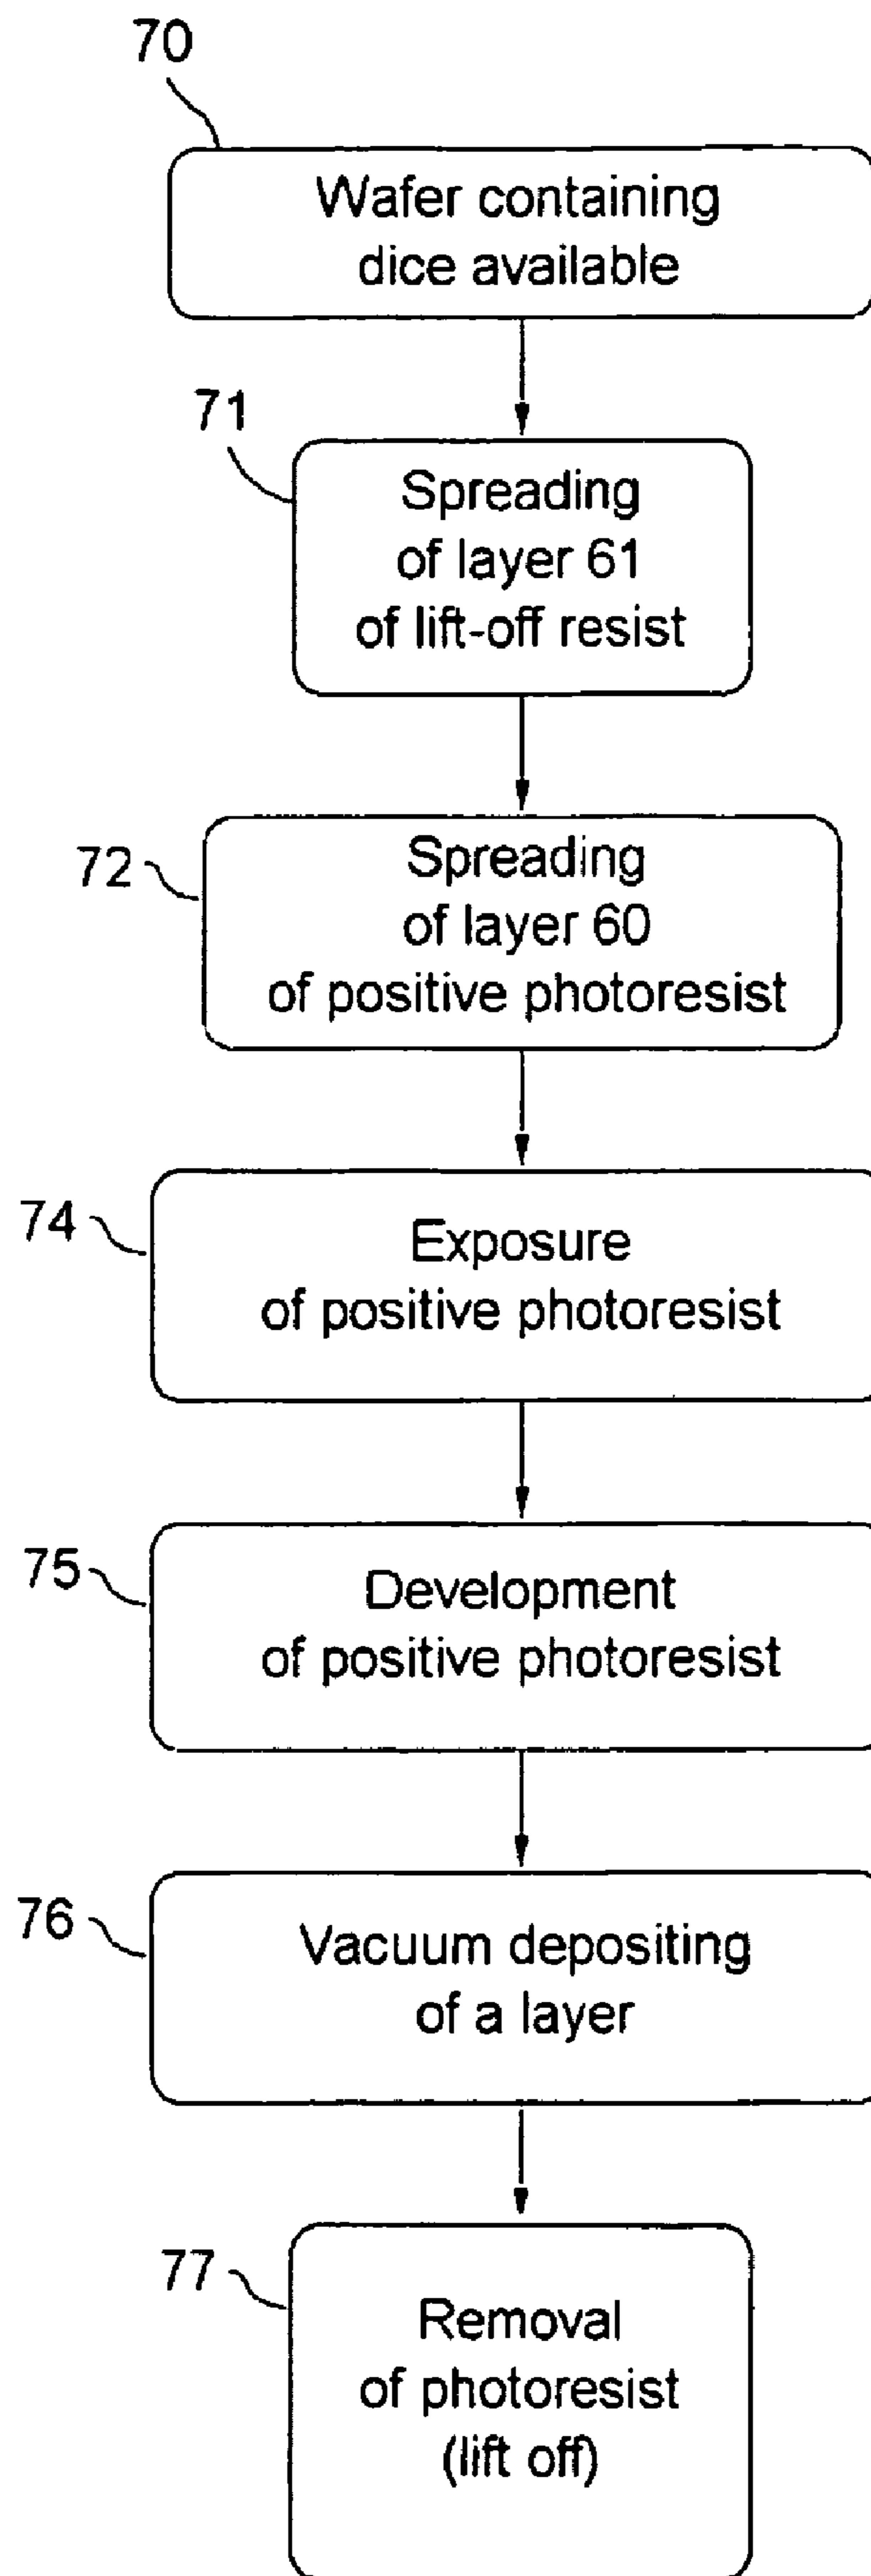 70
Wafer containing
dice available
71
Spreading
of layer 61
of lift-off resist
72
Spreading
of layer 60
of positive photoresist
74
Exposure
of positive photoresist
75
Development
of positive photoresist
76
Vacuum depositing
of a layer
77
Removal
of photoresist
(lift off)